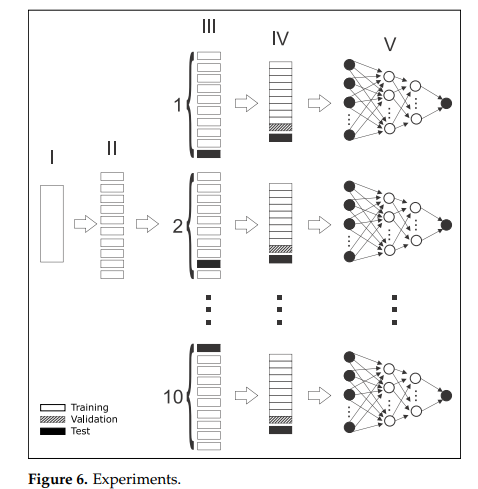 III
IV
V
1
I
II
2
10
Training
Validation
Test
Figure 6. Experiments.